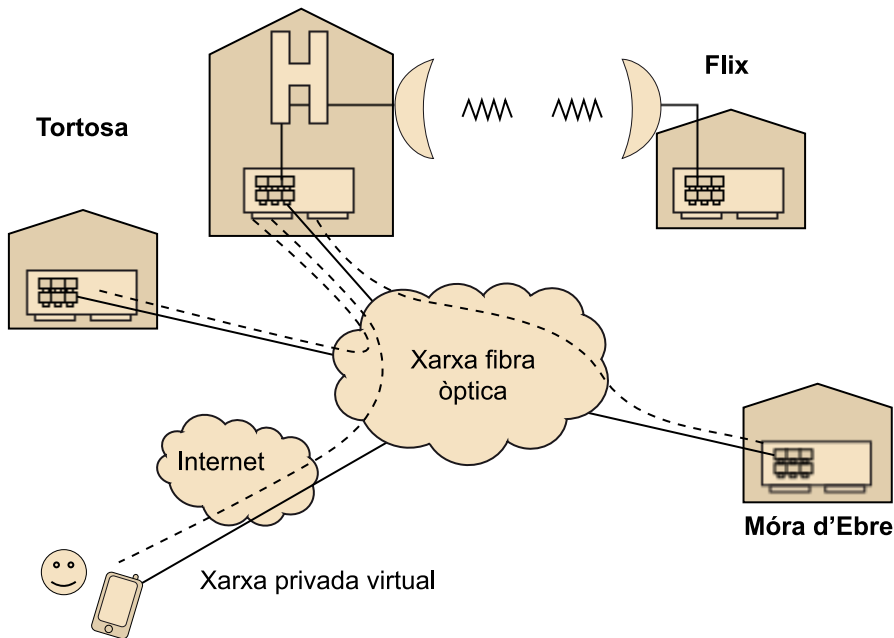 Flix
Tortosa
Xarxa fibra
òptica
Internet
Móra d’Ebre
Xarxa privada virtual